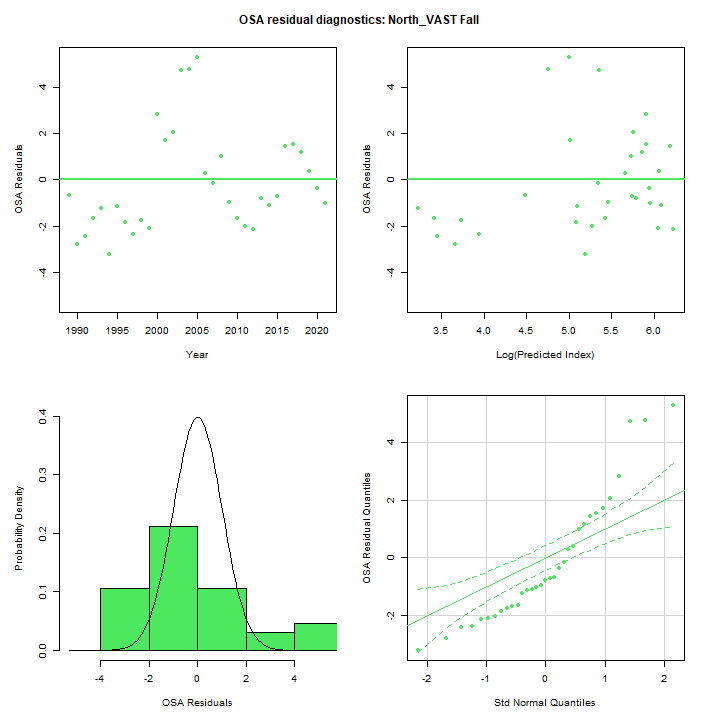 OSA residual diagnostics: North_VAST Fall
OSA Residuals
4
2
0
-2
-4
1990 1995 2000 2005 2010 2015 2020
Year
OSA Residuals
4
2
0
-2
-4
3.5 4.0 4.5 5.0 5.5 6.0
Log(Predicted Index)
Probability Density
0.4
0.3
0.2
0.1
0.0
-4 -2 0 2 4
OSA Residuals
OSA Residual Quantiles
4
2
0
-2
-2 -1 0 1 2
Std Normal Quantiles